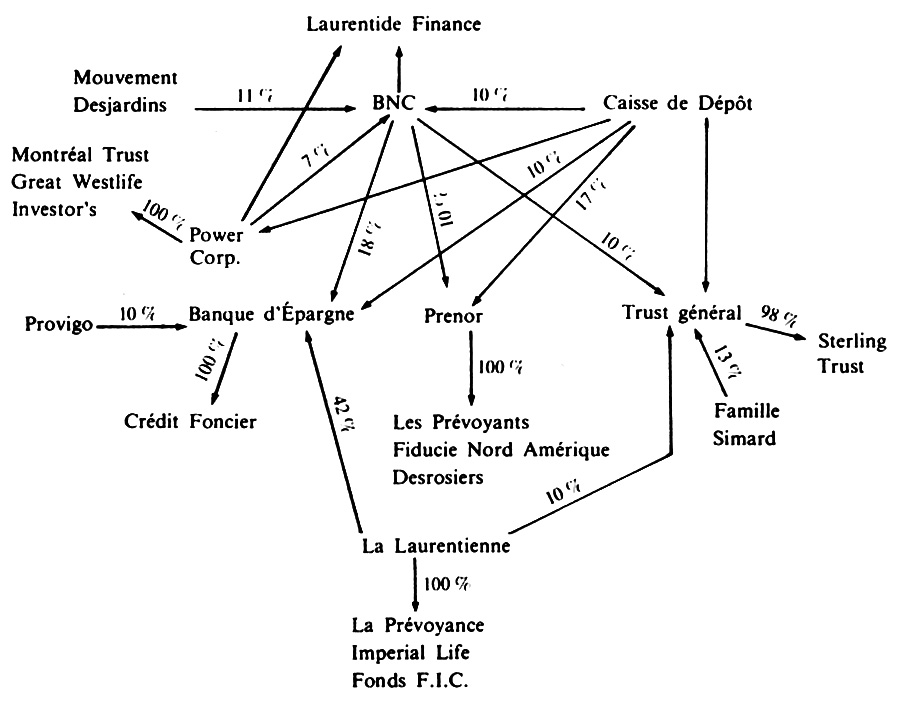 Laurentide Finance
Mouvement
Desjardins
11 %
BNC
10 %
Caisse de Dépôt
Montréal Trust
Great Westlife
Investor's
100 %
Power
Corp.
7 %
18 %
10 %
10 %
17 %
10 %
Provigo
10 %
Banque d'Épargne
Prenor
Trust général
98 %
Sterling
Trust
100 %
Crédit Foncier
42 %
100 %
Les Prévoyants
Fiducie Nord Amérique
Desrosiers
13 %
Famille
Simard
10 %
La Laurentienne
100 %
La Prévoyance
Imperial Life
Fonds F.I.C.